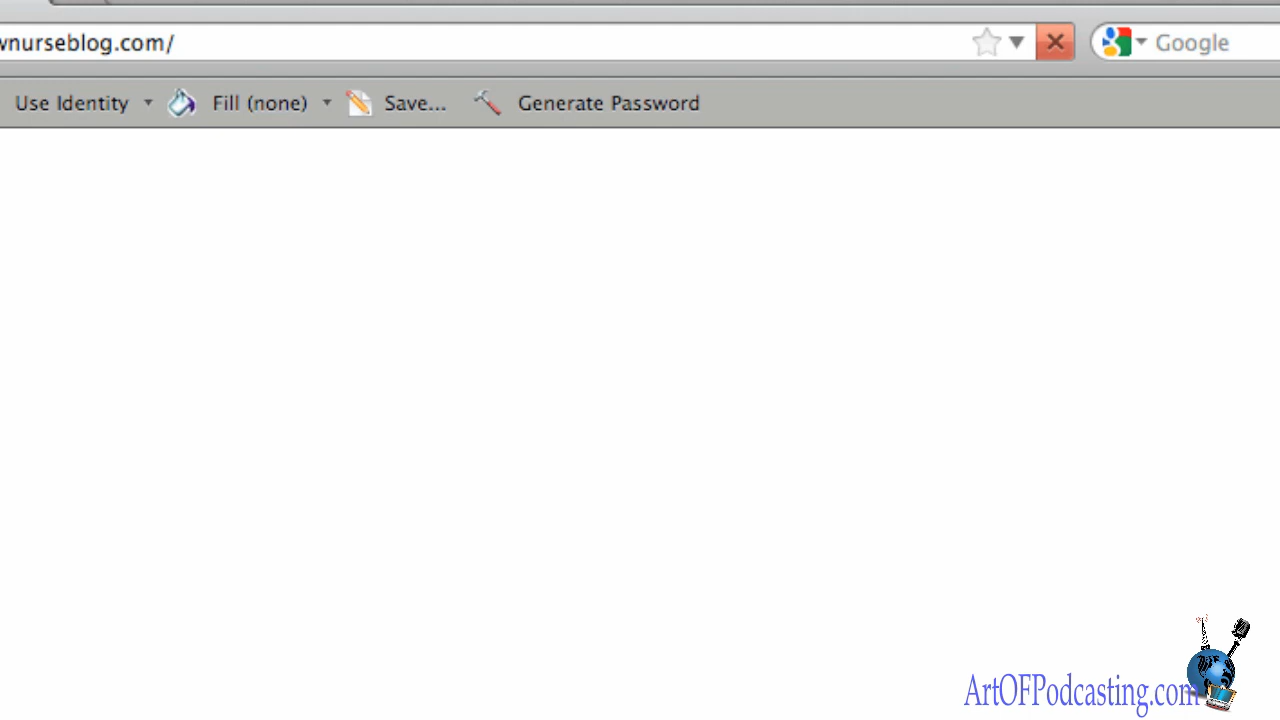 wnurseblog.com/
Google
Use Identity
Fill (none)
Save...
Generate Password
ArtOFPodcasting.com